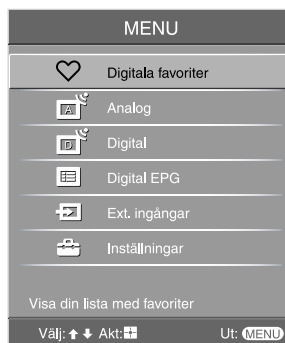 MENU
Digitala favoriter
A Analog
D Digital
Digital EPG
Ext. ingångar
Inställningar
Visa din lista med favoriter
Välj: Akt: Ut: MENU